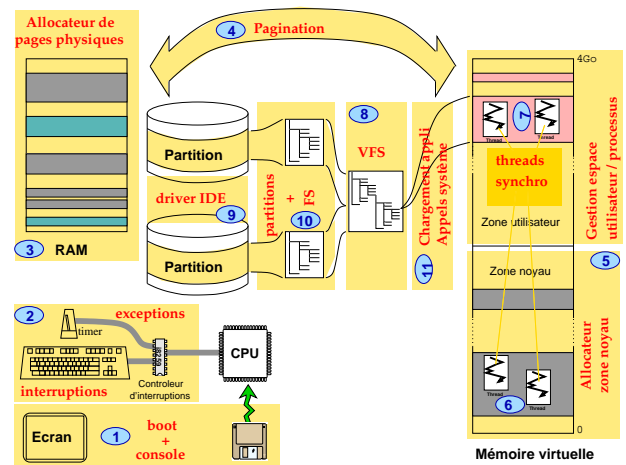 Allocateur de
pages physiques
3
RAM
4
Pagination
Partition
driver IDE
9
Partition
partitions
+
FS
10
8
VFS
Chargement appli
Appels système
11
4Go
7
Thread
Thread
threads
synchro
Zone utilisateur
Gestion espace
utilisateur / processus
5
Zone noyau
Allocateur
zone noyau
Thread
6
Thread
0
Mémoire virtuelle
2
exceptions
timer
interruptions
Controleur
d'interruptions
CPU
Ecran
1
boot
+
console